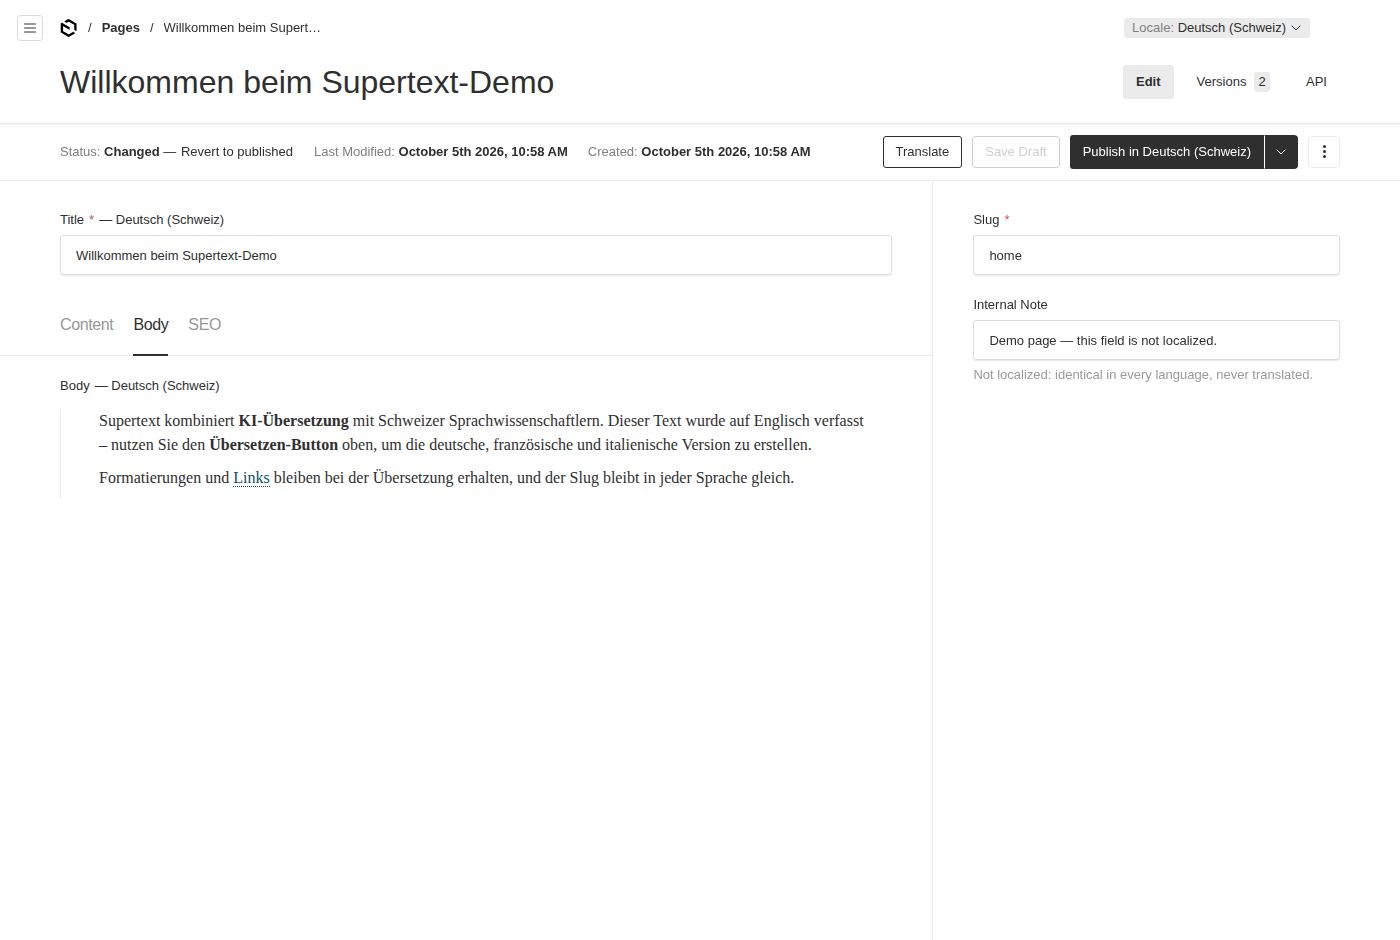 / Pages / Willkommen beim Supert…
Locale: Deutsch (Schweiz)
Willkommen beim Supertext-Demo
Edit
Versions 2
API
Status: Changed — Revert to published
Last Modified: October 5th 2026, 10:58 AM
Created: October 5th 2026, 10:58 AM
Translate
Save Draft
Publish in Deutsch (Schweiz)
Title * — Deutsch (Schweiz)
Willkommen beim Supertext-Demo
Content
Body
SEO
Body — Deutsch (Schweiz)
Supertext kombiniert KI-Übersetzung mit Schweizer Sprachwissenschaftlern. Dieser Text wurde auf Englisch verfasst
– nutzen Sie den Übersetzen-Button oben, um die deutsche, französische und italienische Version zu erstellen.
Formatierungen und Links bleiben bei der Übersetzung erhalten, und der Slug bleibt in jeder Sprache gleich.
Slug *
home
Internal Note
Demo page — this field is not localized.
Not localized: identical in every language, never translated.